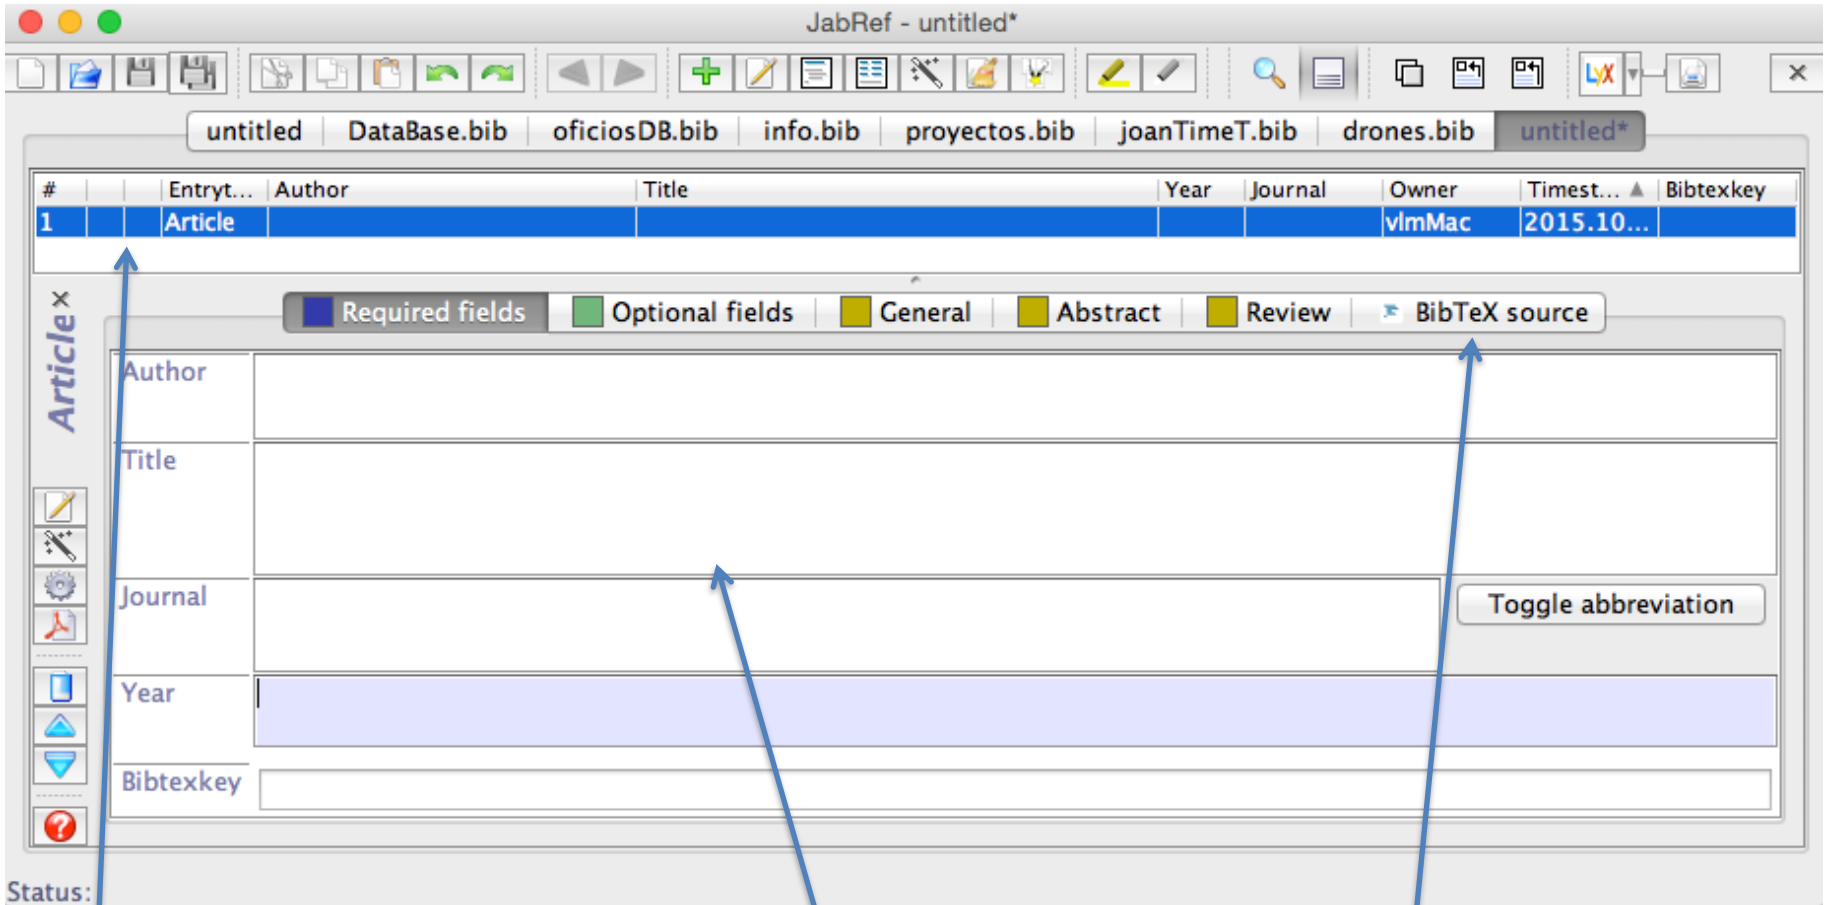 JabRef - untitled*
LyX
untitled DataBase.bib oficiosDB.bib info.bib proyectos.bib joanTimeT.bib drones.bib untitled*
# Entryt... Author Title Year Journal Owner Timest... Bibtexkey
1 Article vlmMac 2015.10...
Article
Required fields Optional fields General Abstract Review BibTeX source
Author
Title
Journal
Toggle abbreviation
Year
Bibtexkey
Status: